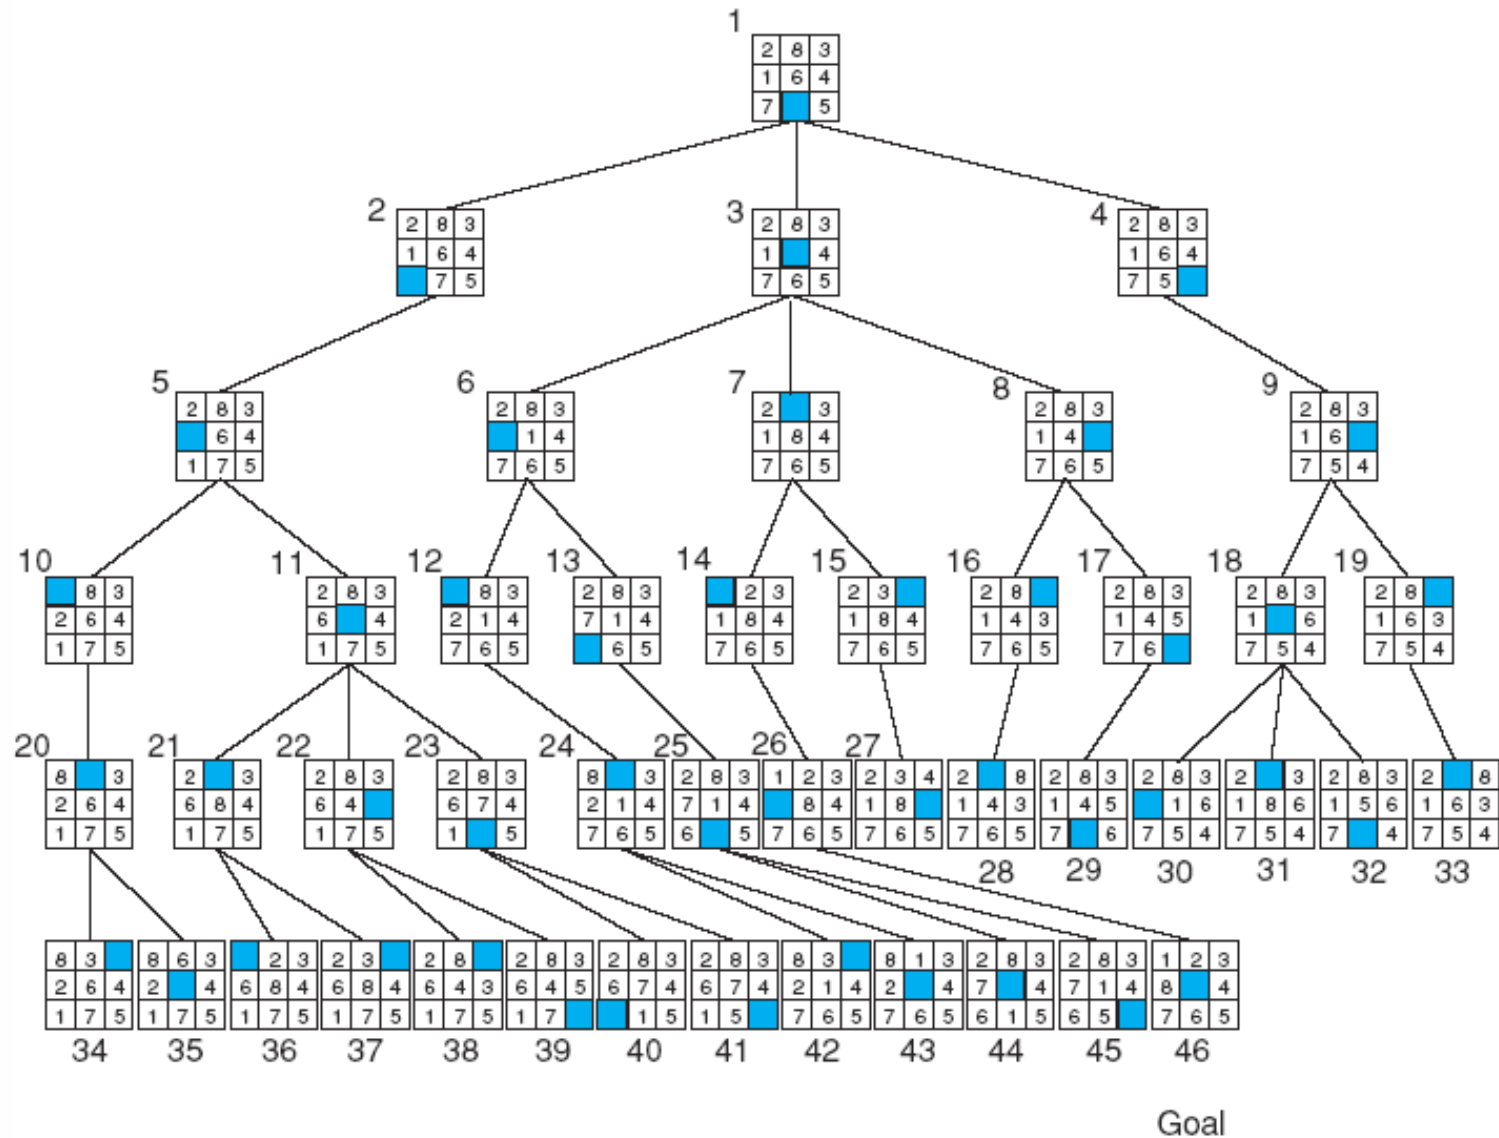 1
2 8 3
1 6 4
7 5
2
2 8 3
1 6 4
7 5
3
2 8 3
1 4
7 6 5
4
2 8 3
1 6 4
7 5
5
2 8 3
6 4
1 7 5
6
2 8 3
1 4
7 6 5
7
2 3
1 8 4
7 6 5
8
2 8 3
1 4
7 6 5
9
2 8 3
1 6
7 5 4
10
8 3
2 6 4
1 7 5
11
2 8 3
6 4
1 7 5
12
8 3
2 1 4
7 6 5
13
2 8 3
7 1 4
6 5
14
2 3
1 8 4
7 6 5
15
2 3
1 8 4
7 6 5
16
2 8
1 4 3
7 6 5
17
2 8 3
1 4 5
7 6
18
2 8 3
1 6
7 5 4
19
2 8
1 6 3
7 5 4
20
8 3
2 6 4
1 7 5
21
2 3
6 8 4
1 7 5
22
2 8 3
6 4
1 7 5
23
2 8 3
6 7 4
1 5
24
8 3
2 1 4
7 6 5
25
2 8 3
7 1 4
6 5
26
1 2 3
8 4
7 6 5
27
2 3 4
1 8
7 6 5
2 8
1 4 3
7 6 5
28
2 8 3
1 4 5
7 6
29
2 8 3
1 6
7 5 4
30
2 3
1 8 6
7 5 4
31
2 8 3
1 5 6
7 4
32
2 8
1 6 3
7 5 4
33
8 3
2 6 4
1 7 5
34
8 6 3
2 4
1 7 5
35
2 3
6 8 4
1 7 5
36
2 3
6 8 4
1 7 5
37
2 8
6 4 3
1 7 5
38
2 8 3
6 4 5
1 7
39
2 8 3
6 7 4
1 5
40
2 8 3
6 7 4
1 5
41
8 3
2 1 4
7 6 5
42
8 1 3
2 4
7 6 5
43
2 8 3
7 4
6 1 5
44
2 8 3
7 1 4
6 5
45
1 2 3
8 4
7 6 5
46
Goal